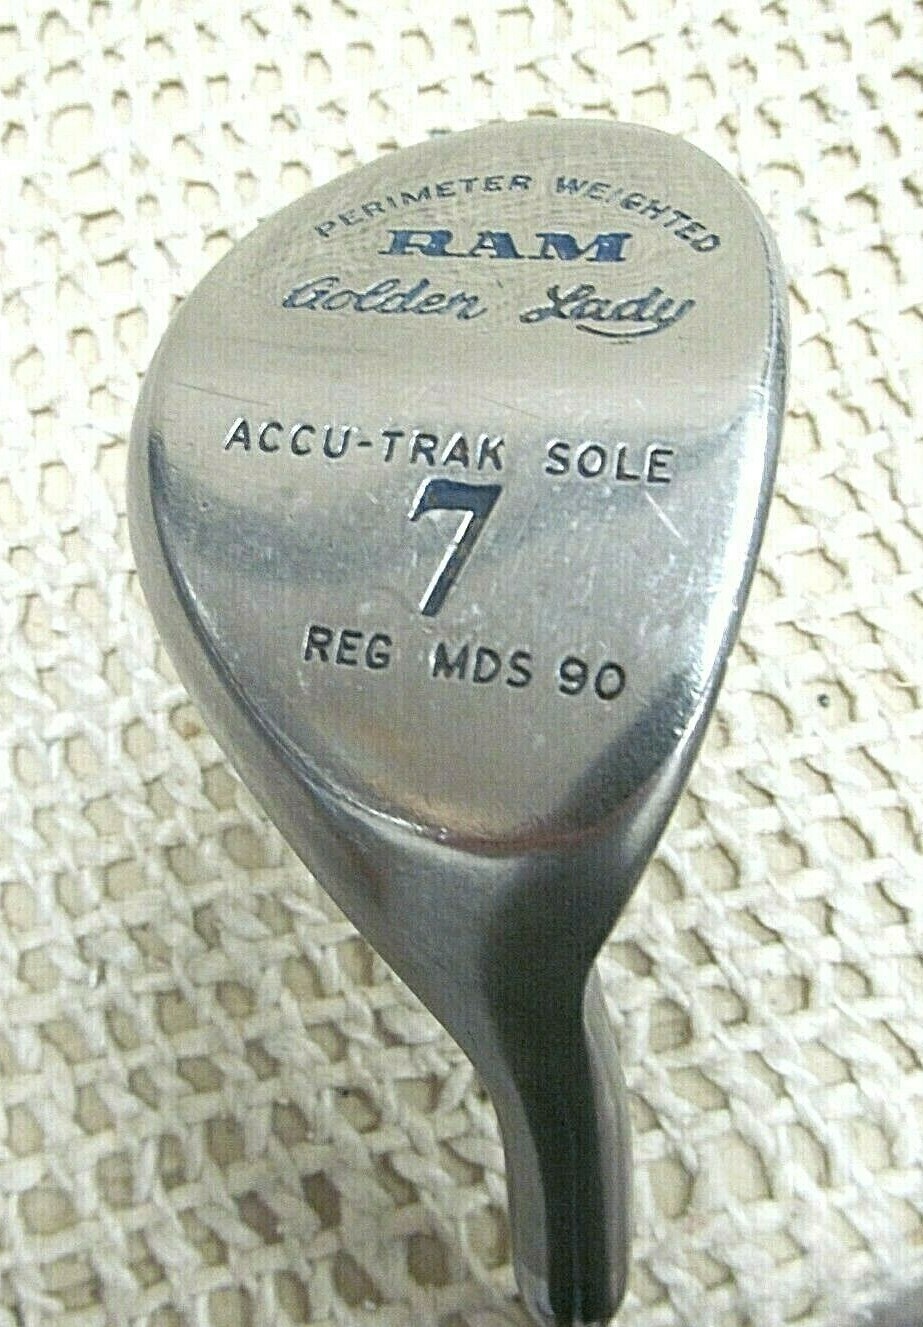 PERIMETER WEIGHTED
RAM
Golden Lady
ACCU-TRAK SOLE
7
REG MDS 90